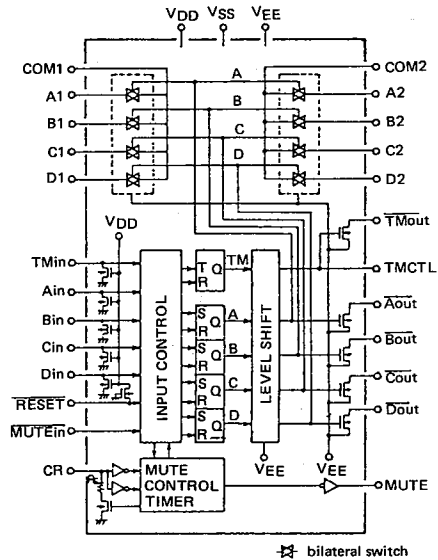 VDD VSS VEE
COM1 COM2
A
A1 A2
B
B1 B2
C
C1 C2
D
D1 D2
TMout
VDD
TMin T Q TM TMCTL
R
Ain
Aout
Bin S Q A
R
Bout
Cin S Q B
R
Cout
Din S Q C
R
Dout
RESET S Q D
R
MUTEin
INPUT CONTROL
LEVEL SHIFT
VEE VEE
CR MUTE
CONTROL
TIMER
MUTE
bilateral switch